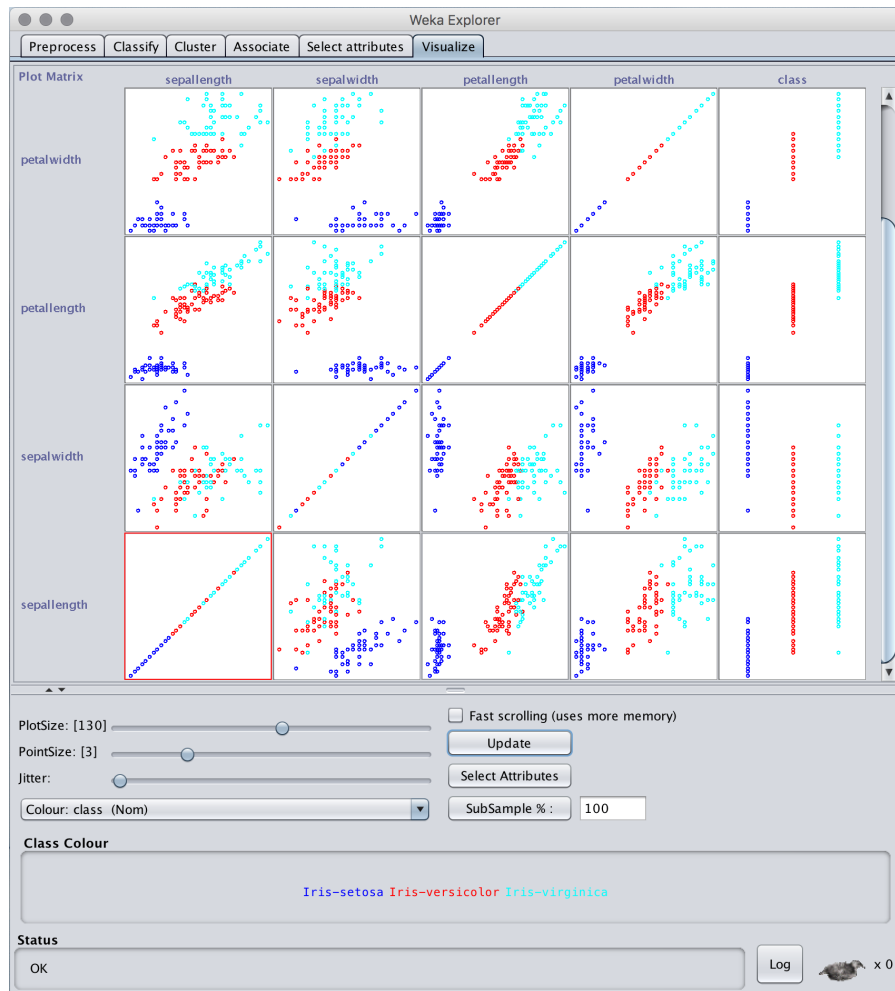 Weka Explorer
Preprocess Classify Cluster Associate Select attributes Visualize
Plot Matrix sepallength sepalwidth petallength petalwidth class
petalwidth
petallength
sepalwidth
sepallength
PlotSize: [130]
Fast scrolling (uses more memory)
Update
PointSize: [3]
Jitter:
Select Attributes
Colour: class (Nom)
SubSample % : 100
Class Colour
Iris-setosa Iris-versicolor Iris-virginica
Status
OK
Log x 0